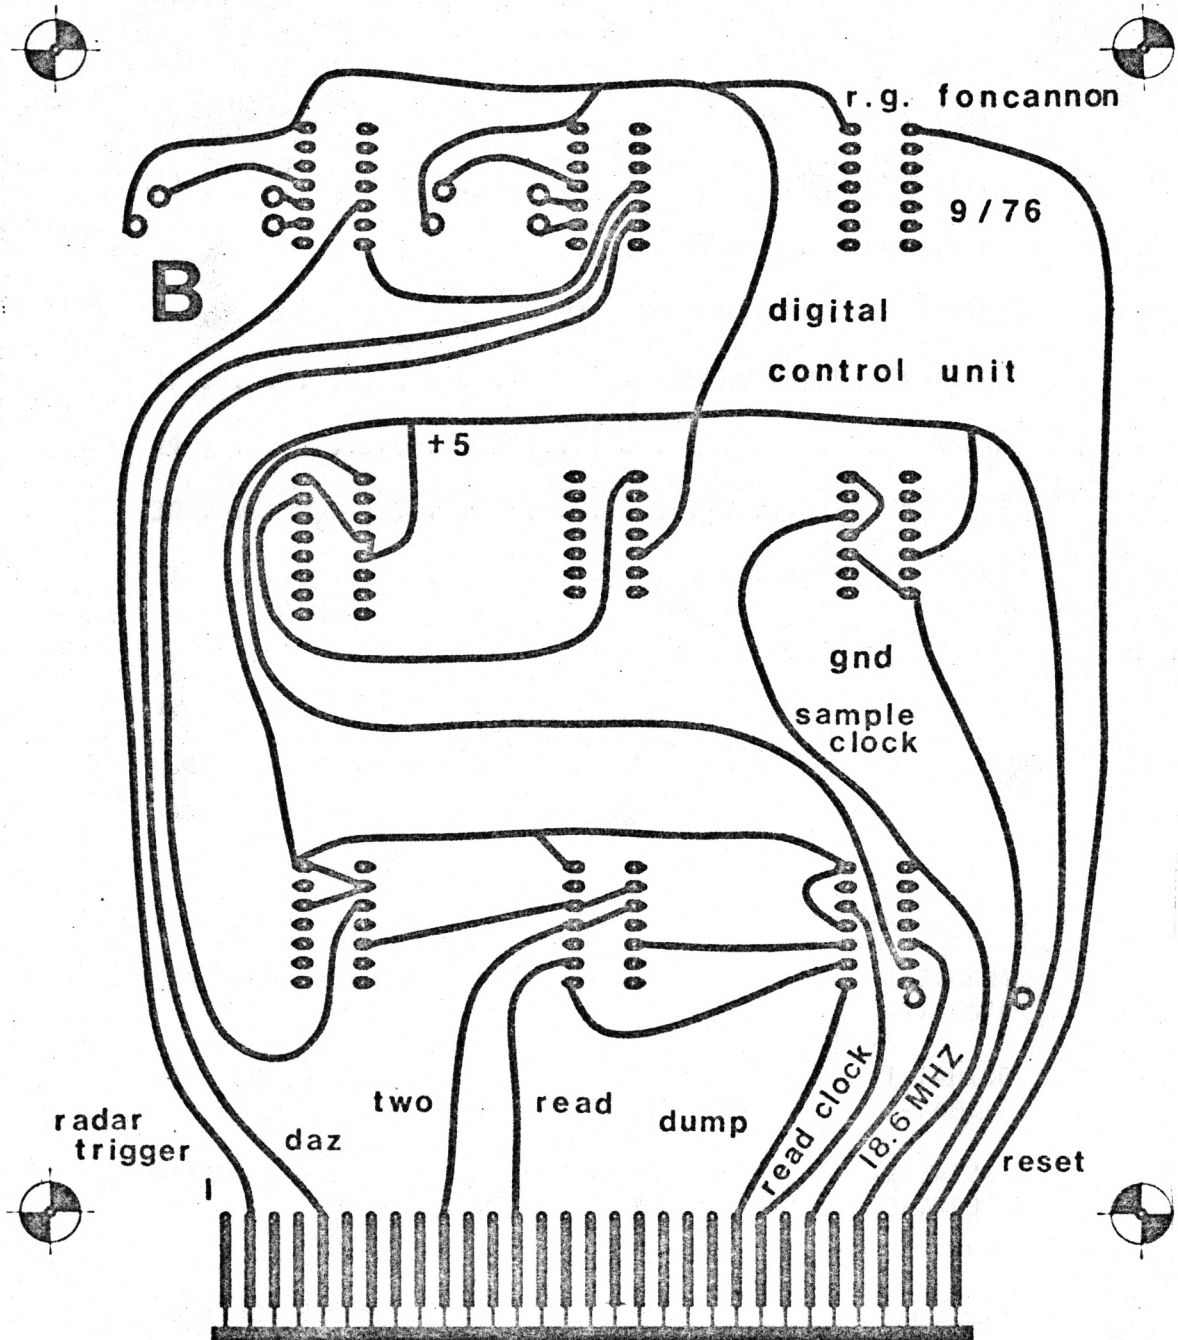 r.g. foncannon
9/76
B
digital
control unit
+5
gnd
sample
clock
radar
trigger
daz
two
read
dump
read clock
18.6 MHZ
reset
1